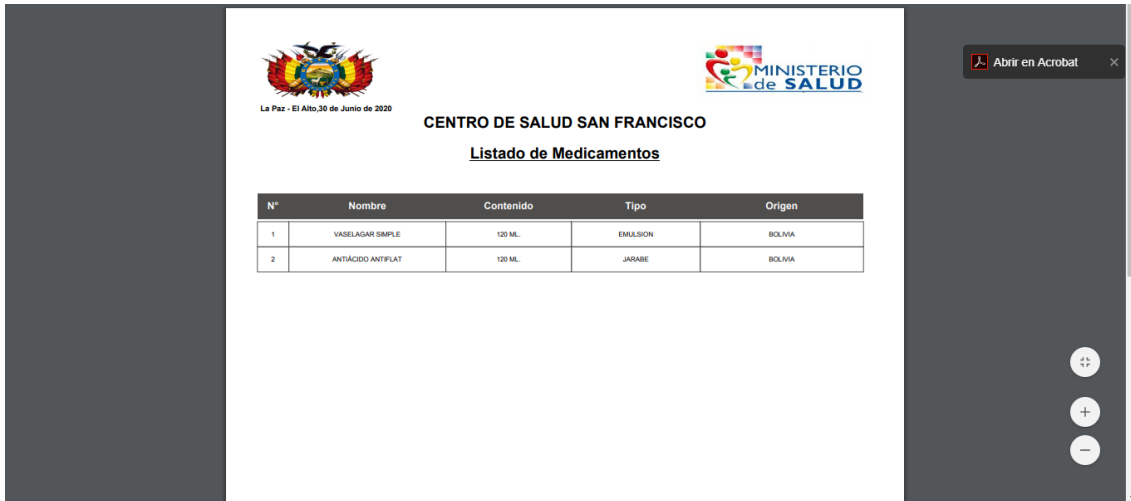 MINISTERIO
de SALUD
Abrir en Acrobat
La Paz - El Alto,30 de Junio de 2020
CENTRO DE SALUD SAN FRANCISCO
Listado de Medicamentos
N° Nombre Contenido Tipo Origen
1 VASELAGAR SIMPLE 120 ML. EMULSION BOLIVIA
2 ANTIÁCIDO ANTIFLAT 120 ML. JARABE BOLIVIA